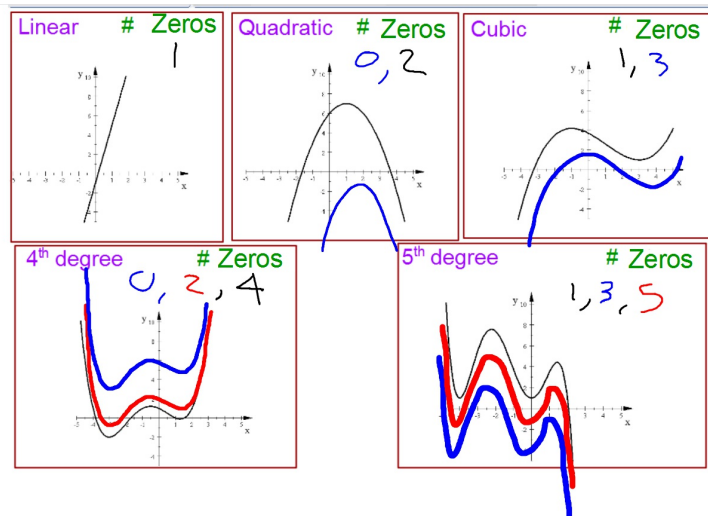 Linear # Zeros
1
Quadratic # Zeros
0, 2
Cubic # Zeros
1, 3
4th degree # Zeros
0, 2, 4
5th degree # Zeros
1, 3, 5